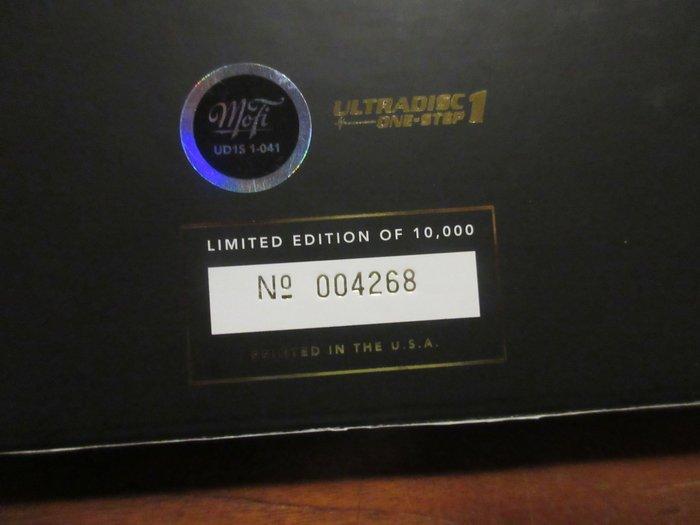 MoFi
UD1S 1-041
ULTRADISC
ONE-STEP 1
LIMITED EDITION OF 10,000
Nº 004268
PRINTED IN THE U.S.A.